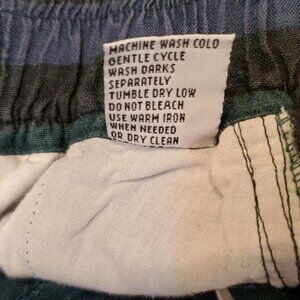 MACHINE WASH COLD
GENTLE CYCLE
WASH DARKS
SEPARATELY
TUMBLE DRY LOW
DO NOT BLEACH
USE WARM IRON
WHEN NEEDED
OR DRY CLEAN